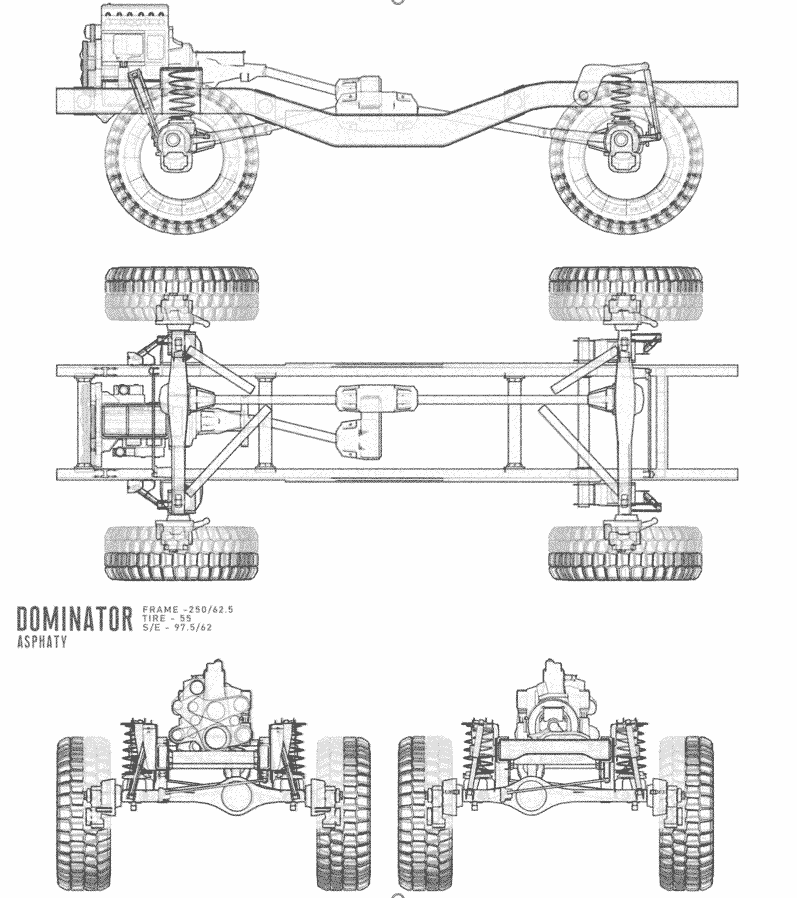 DOMINATOR
ASPHATY
FRAME -250/62.5
TIRE - 55
S/E - 97.5/62